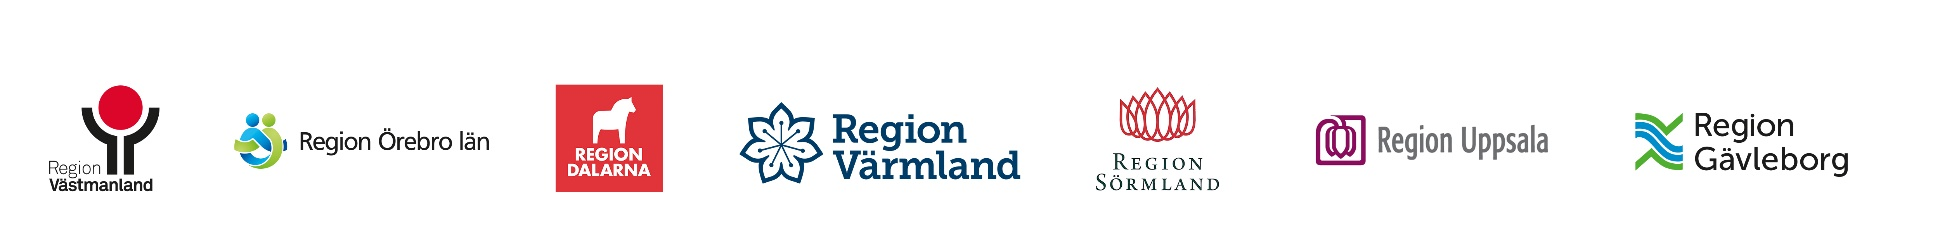 Region
Västmanland
Region Örebro län
REGION
DALARNA
Region
Värmland
REGION
SÖRMLAND
Region Uppsala
Region
Gävleborg